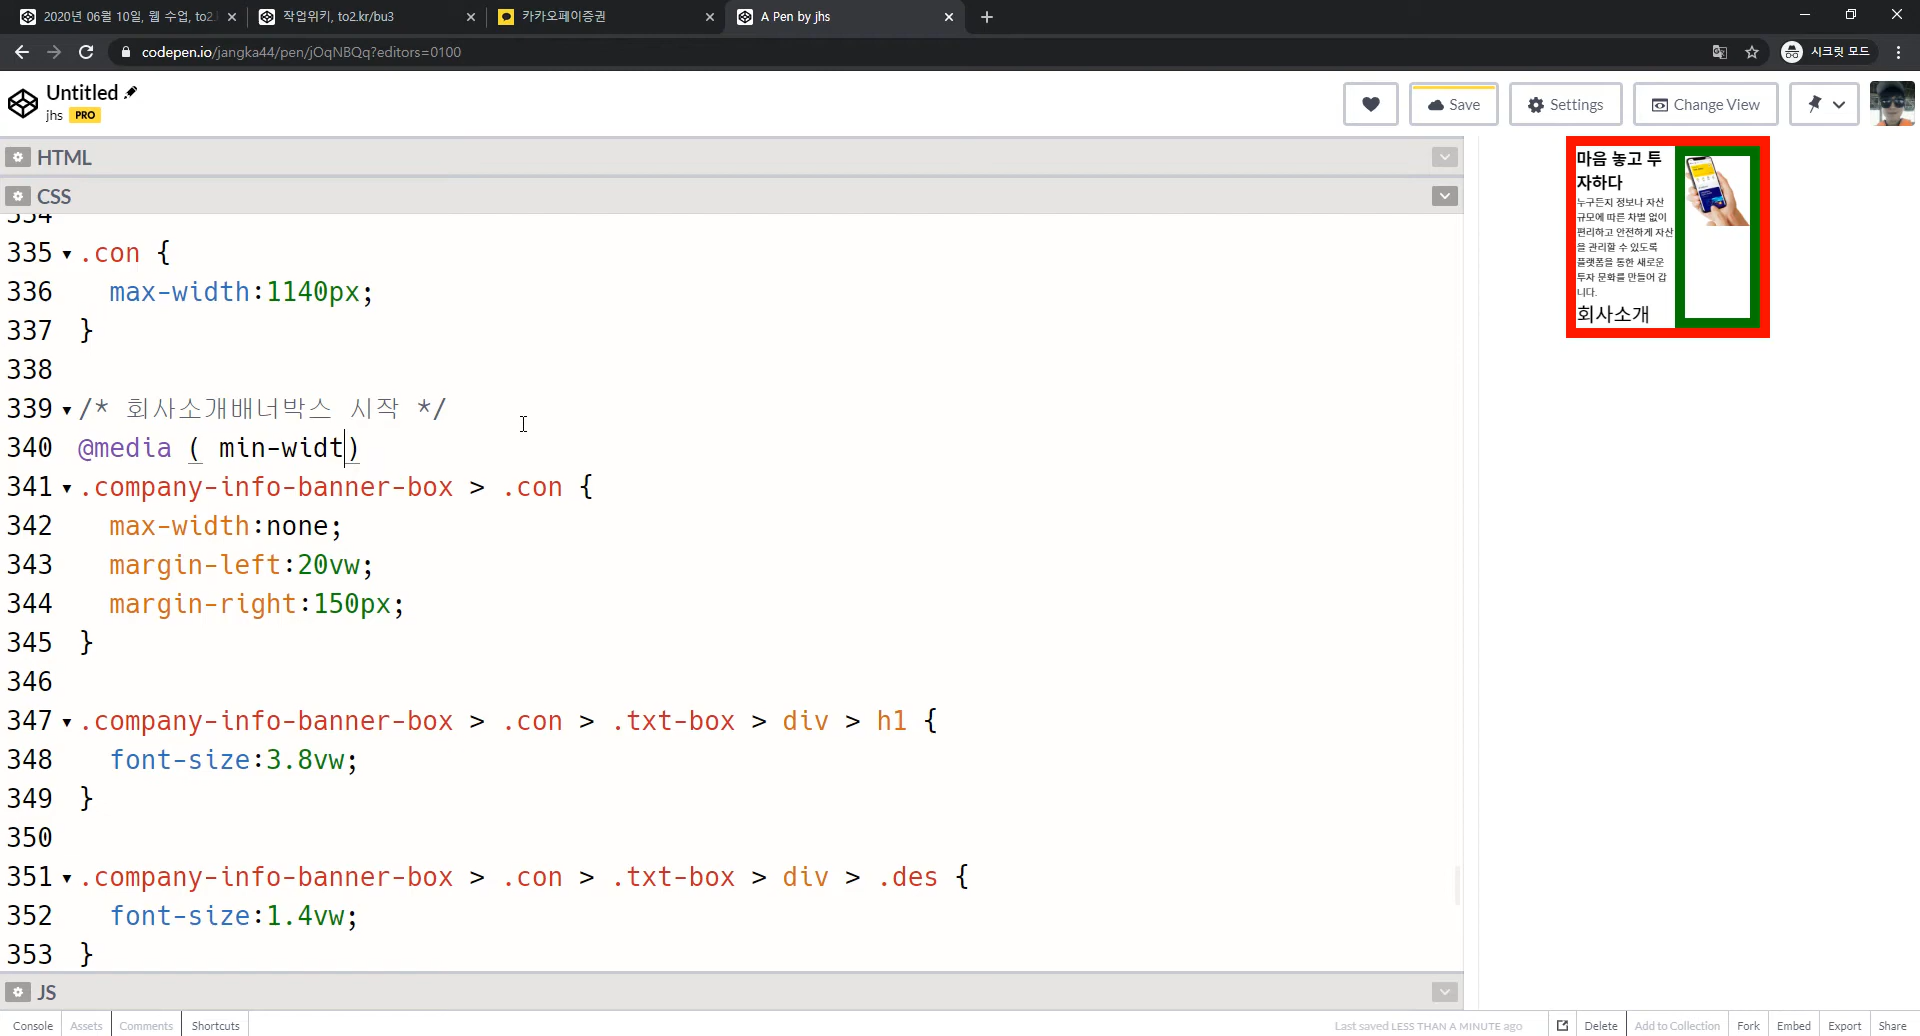 2020년 06월 10일, 웹 수업, to2.
작업위키, to2.kr/bu3
카카오페이증권
A Pen by jhs
codepen.io/jangka44/pen/jOqNBQq?editors=0100
시크릿 모드
Untitled
jhs PRO
Save
Settings
Change View
HTML
CSS
334
335 .con {
336 max-width:1140px;
337 }
338
339 /* 회사소개배너박스 시작 */
340 @media ( min-widt)
341 .company-info-banner-box > .con {
342 max-width:none;
343 margin-left:20vw;
344 margin-right:150px;
345 }
346
347 .company-info-banner-box > .con > .txt-box > div > h1 {
348 font-size:3.8vw;
349 }
350
351 .company-info-banner-box > .con > .txt-box > div > .des {
352 font-size:1.4vw;
353 }
마음 놓고 투
자하다
누구든지 정보나 자산
규모에 따른 차별 없이
편리하고 안전하게 자산
을 관리할 수 있도록
플랫폼을 통한 새로운
투자 문화를 만들어 갑
니다.
회사소개
JS
Console Assets Comments Shortcuts
Last saved LESS THAN A MINUTE ago
Delete Add to Collection Fork Embed Export Share